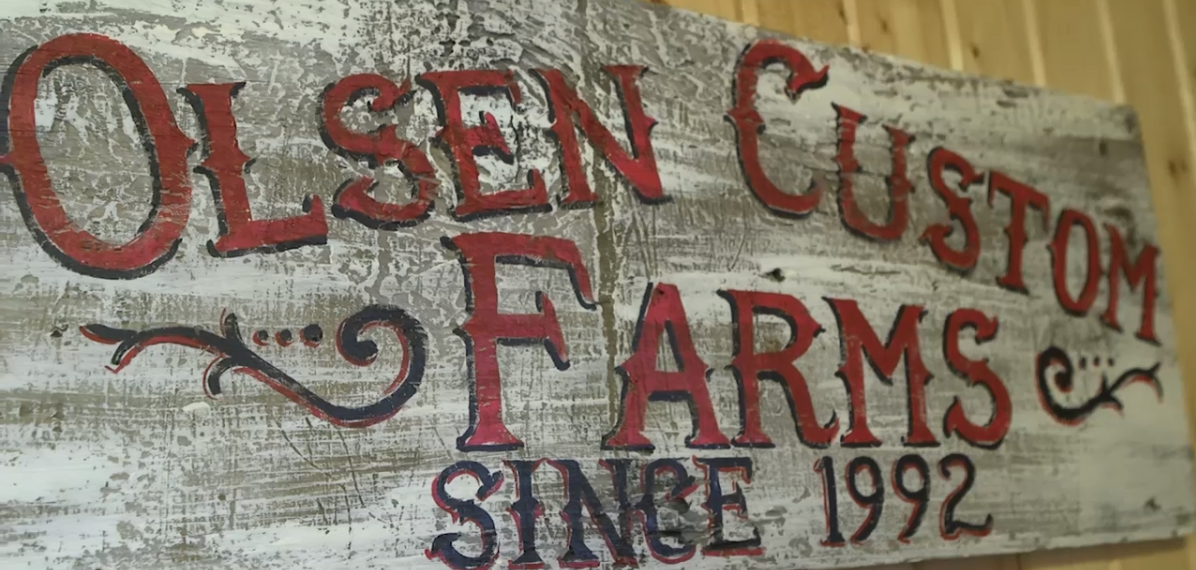 OLSEN CUSTOM
FARMS
SINCE 1992